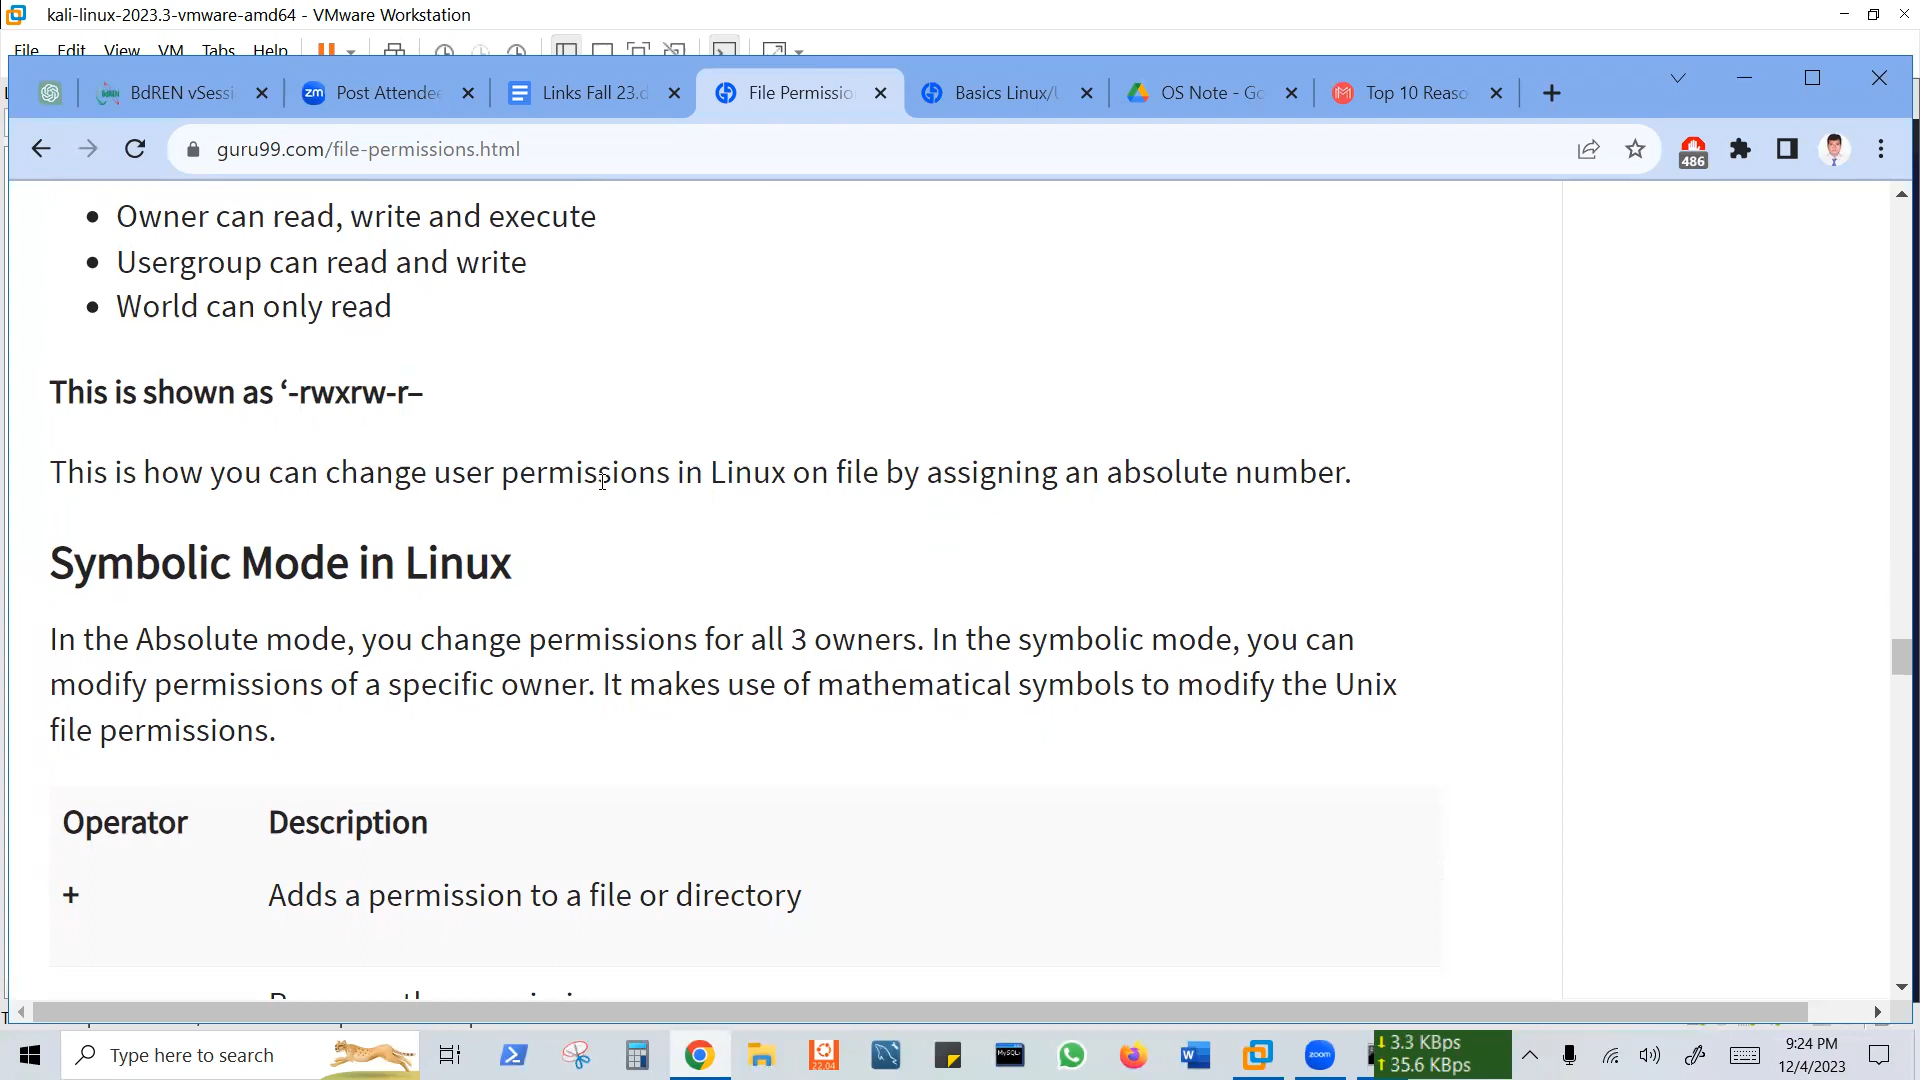 kali-linux-2023.3-vmware-amd64 - VMware Workstation
File Edit View VM Tabs Help
BdREN vSessi
zm Post Attendee
Links Fall 23.d
File Permissio
Basics Linux/U
OS Note - Go
Top 10 Reaso
guru99.com/file-permissions.html
486
• Owner can read, write and execute
• Usergroup can read and write
• World can only read
This is shown as ‘-rwxrw-r–
This is how you can change user permissions in Linux on file by assigning an absolute number.
Symbolic Mode in Linux
In the Absolute mode, you change permissions for all 3 owners. In the symbolic mode, you can
modify permissions of a specific owner. It makes use of mathematical symbols to modify the Unix
file permissions.
Operator Description
+ Adds a permission to a file or directory
Type here to search
22.04
MySQL
zoom
3.3 KBps
35.6 KBps
9:24 PM
12/4/2023